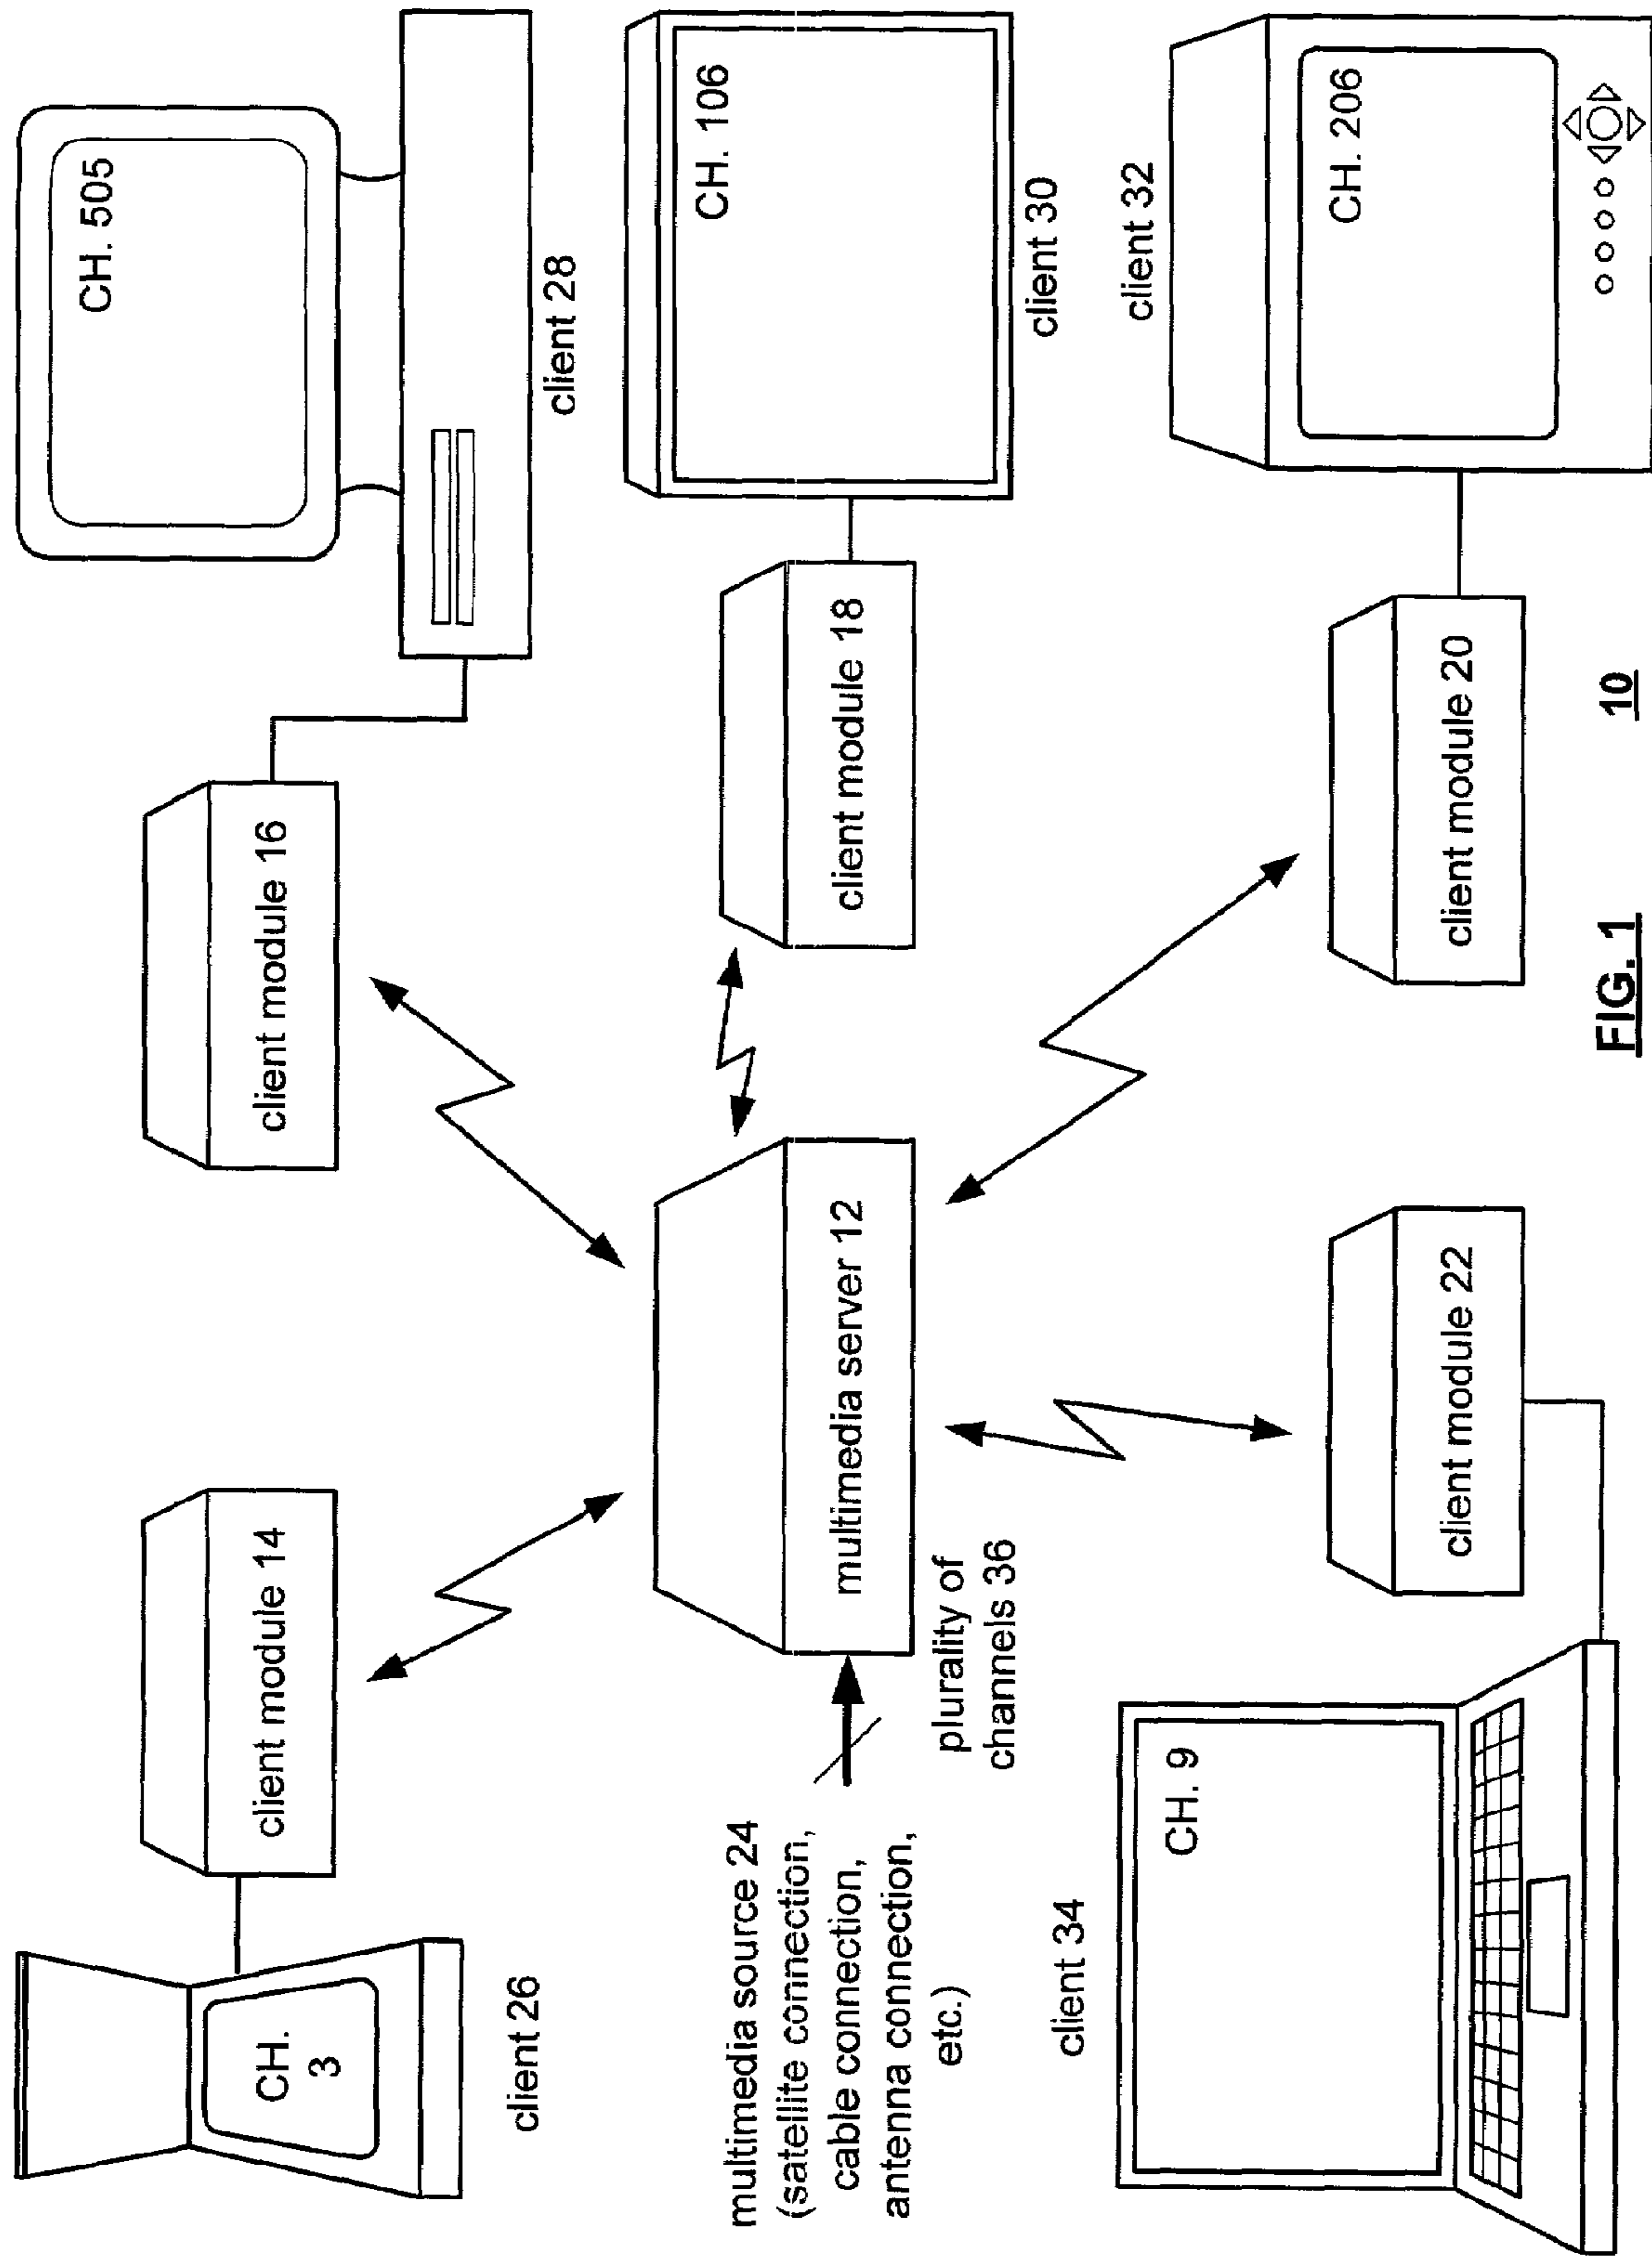 CH.
3
client 26
client module 14
client module 16
CH. 505
client 28
multimedia source 24
(satellite connection,
cable connection,
antenna connection,
etc.)
plurality of
channels 36
multimedia server 12
client module 18
CH. 106
client 30
client 34
CH. 9
client module 22
client module 20
client 32
CH. 206
FIG. 1
10